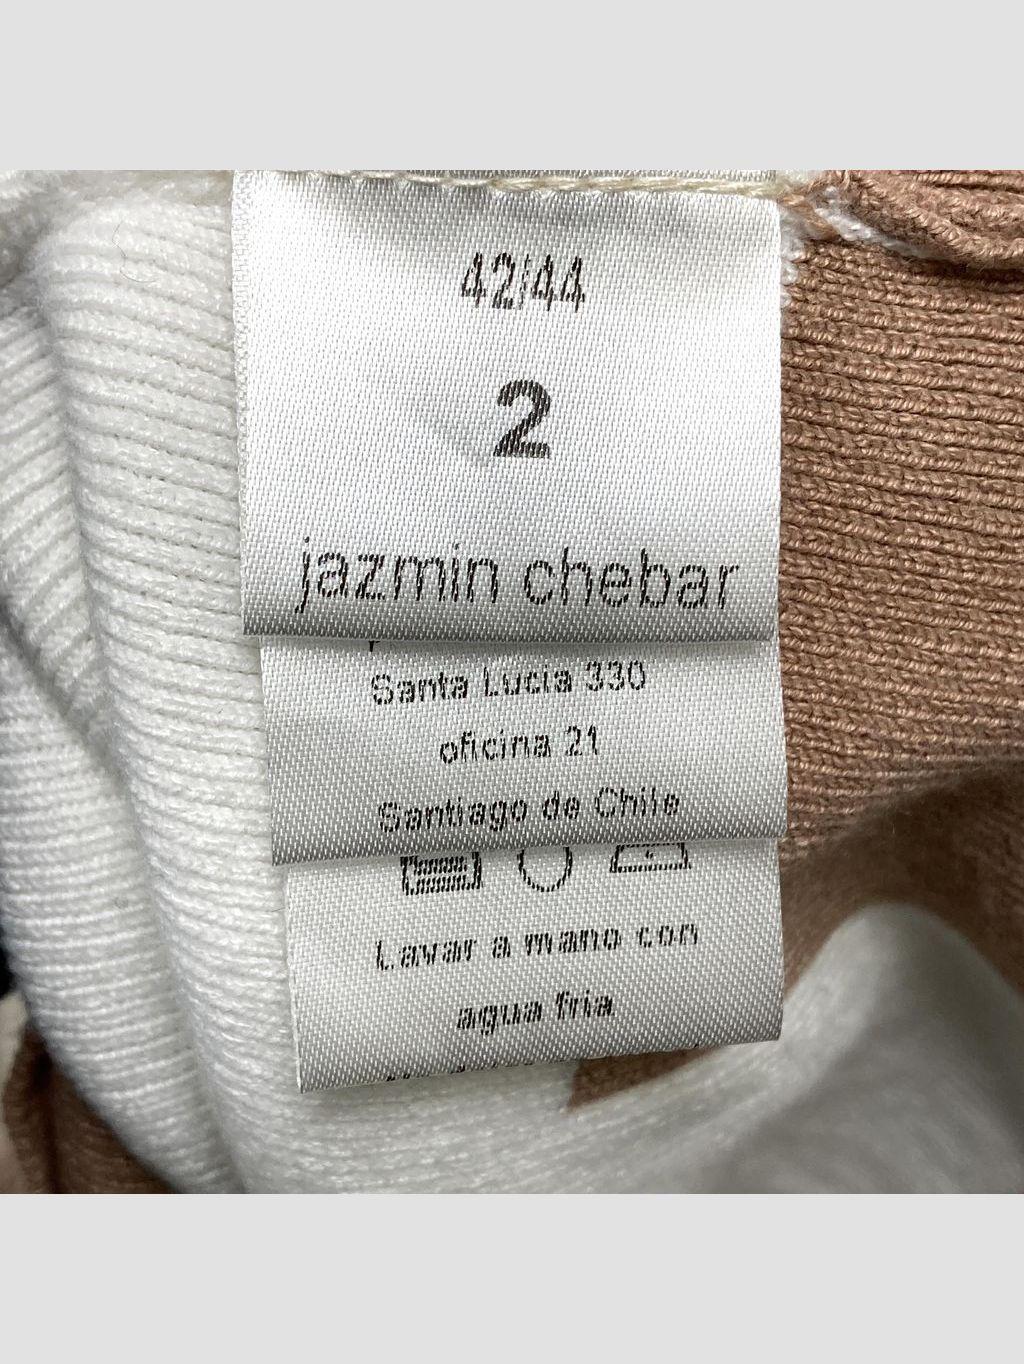 42/44
2
jazmin chebar
Santa Lucia 330
oficina 21
Santiago de Chile
Lavar a mano con
agua fria